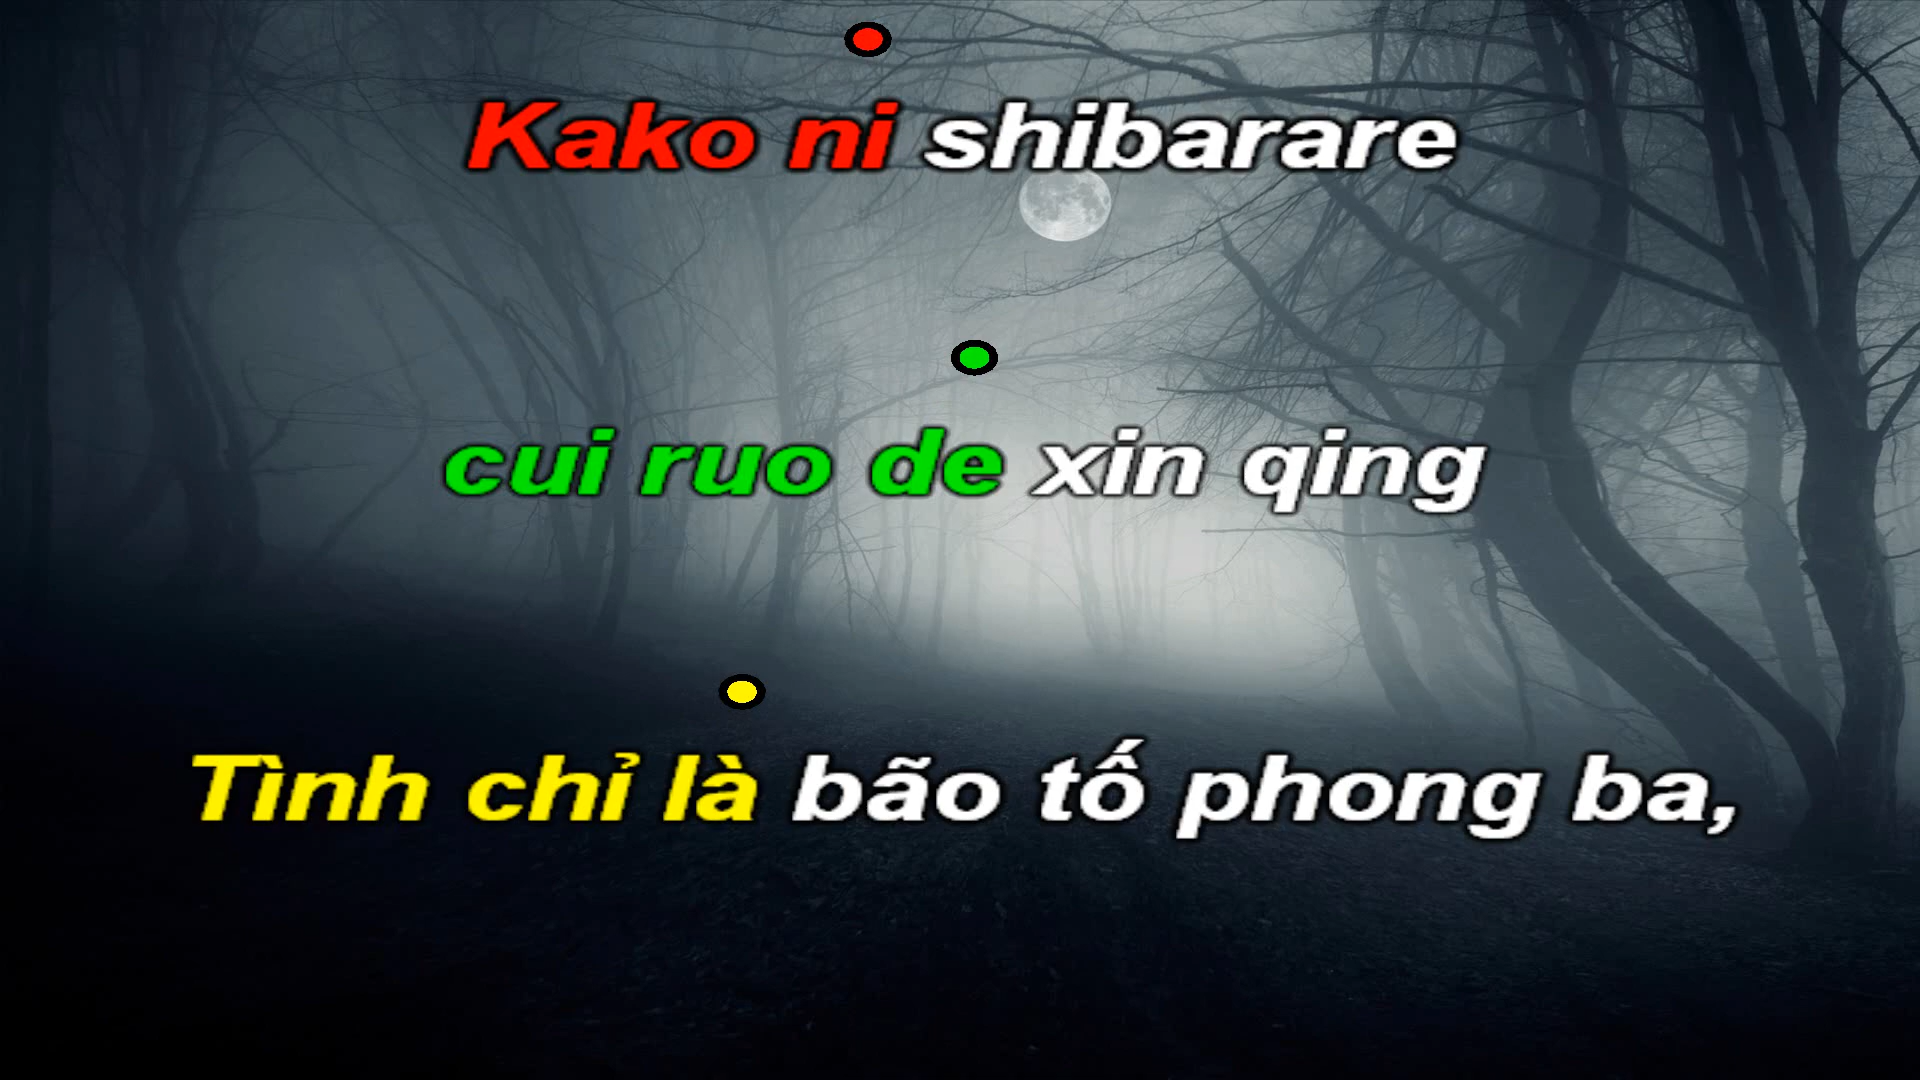 Kako ni shibarare
cui ruo de xin qing
Tình chỉ là bão tố phong ba,